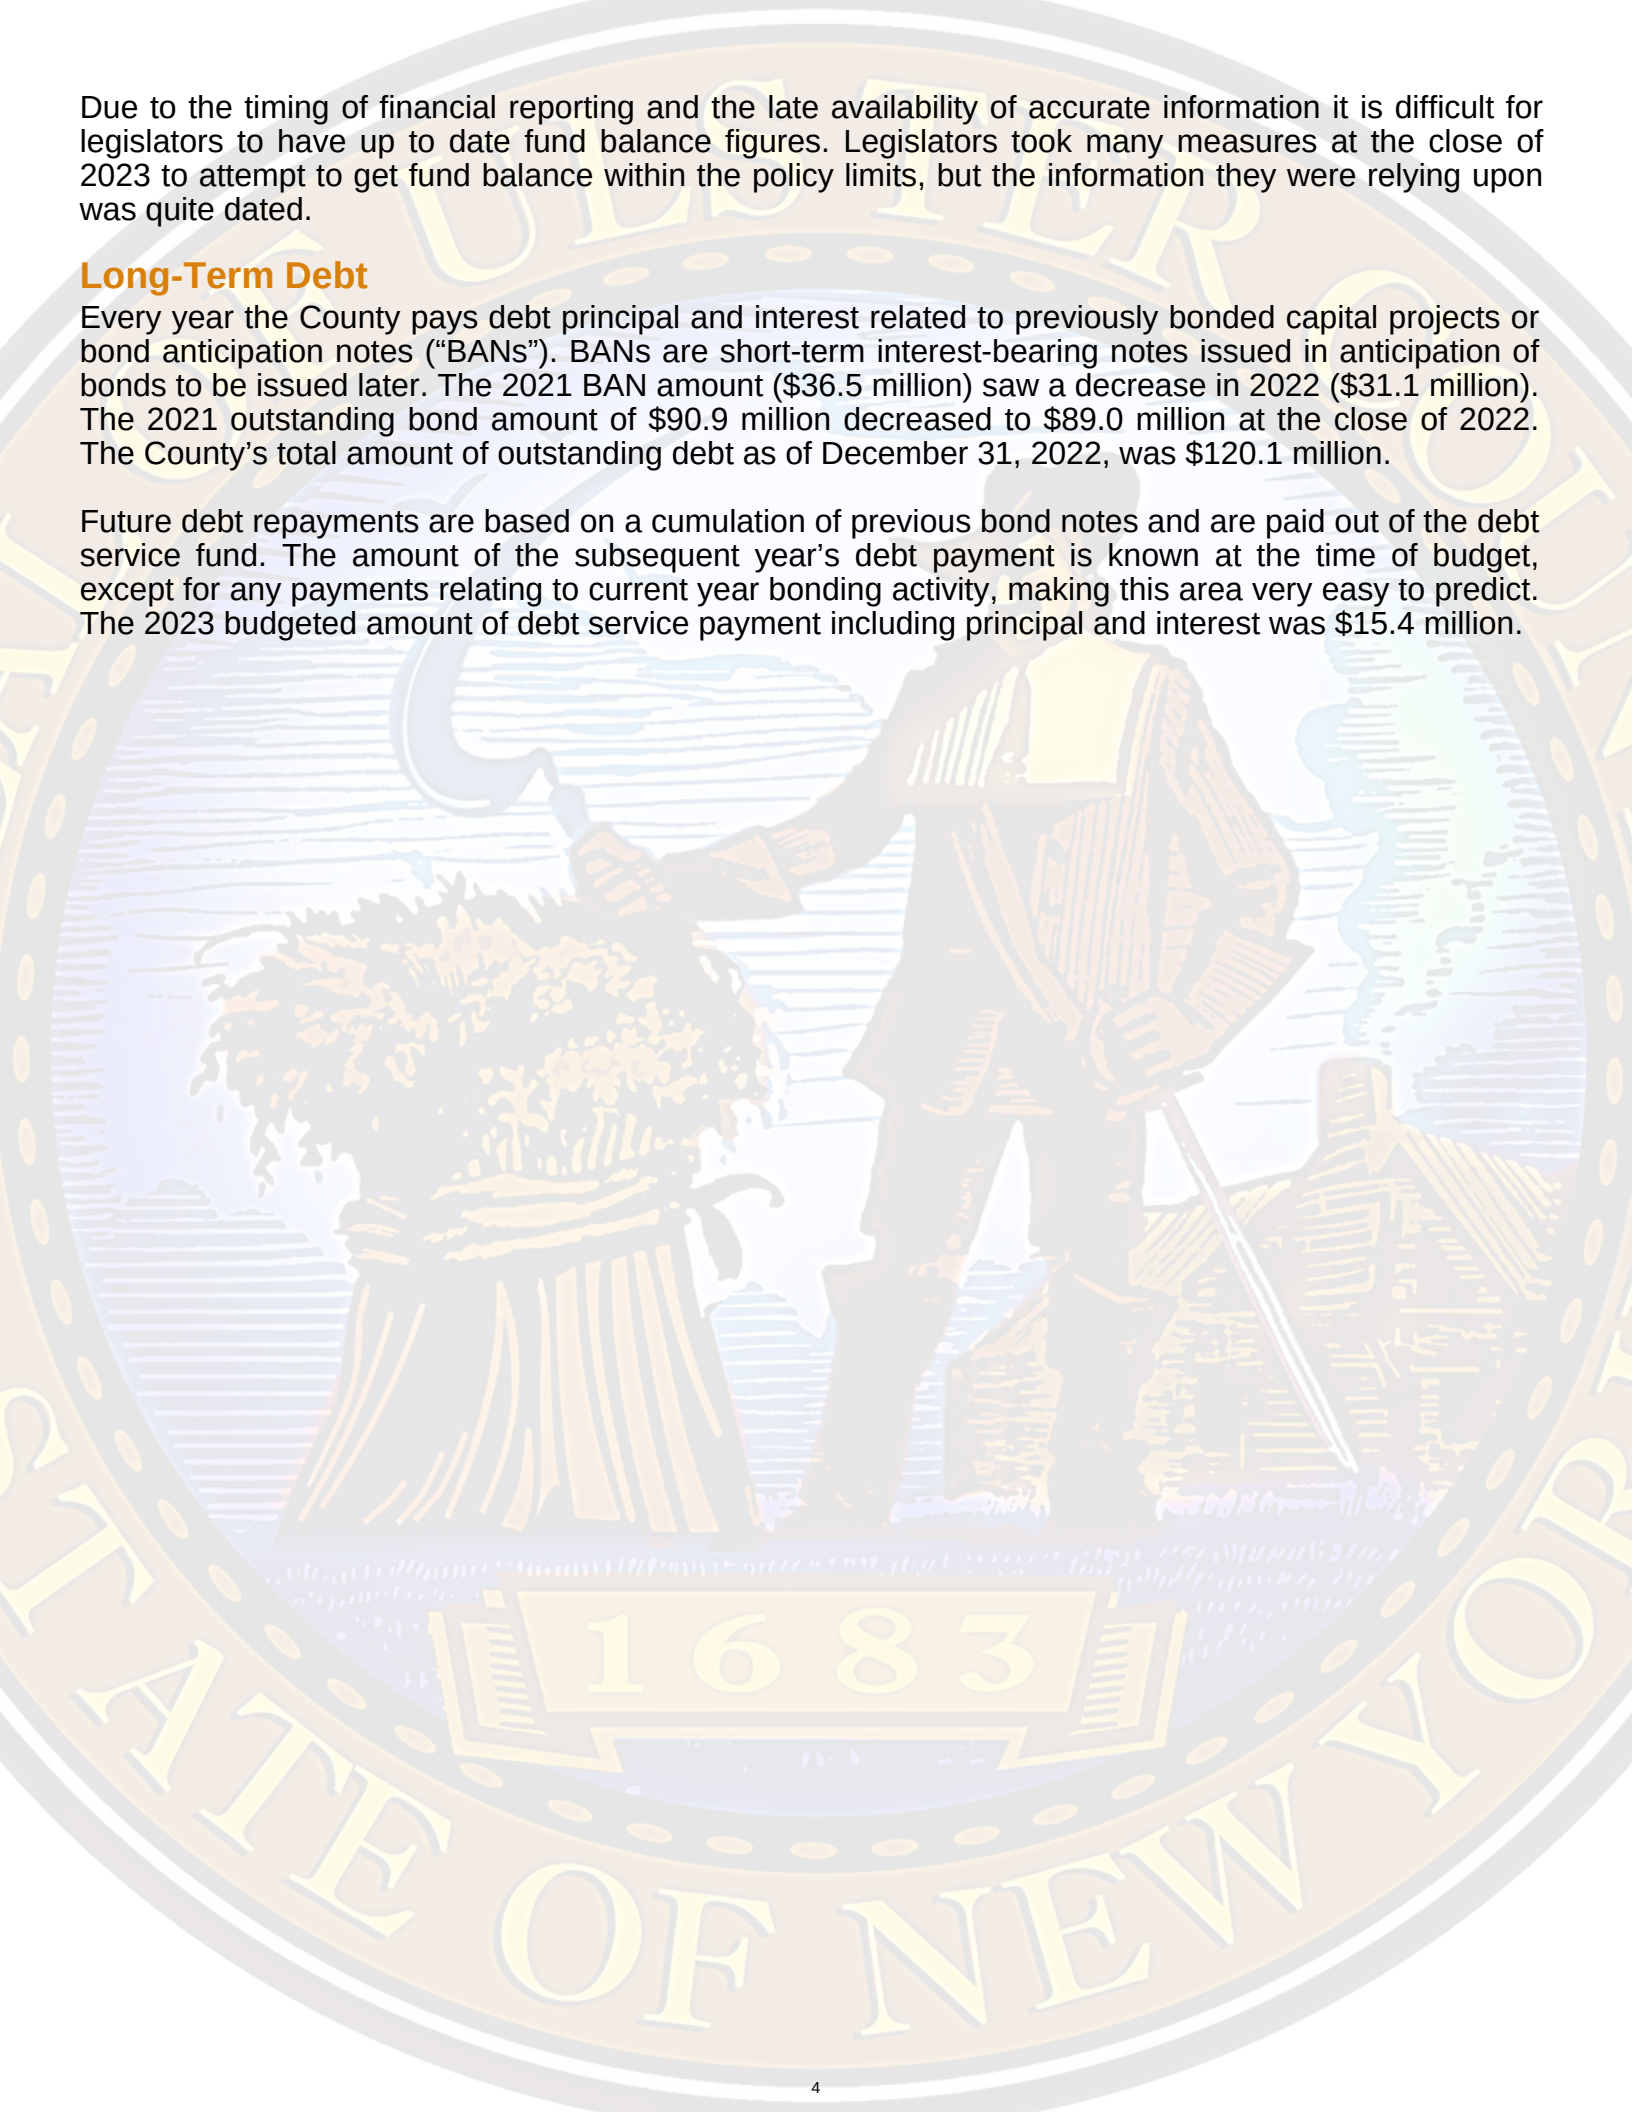 Due to the timing of financial reporting and the late availability of accurate information it is difficult for
legislators to have up to date fund balance figures. Legislators took many measures at the close of
2023 to attempt to get fund balance within the policy limits, but the information they were relying upon
was quite dated.
Long-Term Debt
Every year the County pays debt principal and interest related to previously bonded capital projects or
bond anticipation notes (“BANs”). BANs are short-term interest-bearing notes issued in anticipation of
bonds to be issued later. The 2021 BAN amount ($36.5 million) saw a decrease in 2022 ($31.1 million).
The 2021 outstanding bond amount of $90.9 million decreased to $89.0 million at the close of 2022.
The County’s total amount of outstanding debt as of December 31, 2022, was $120.1 million.
Future debt repayments are based on a cumulation of previous bond notes and are paid out of the debt
service fund. The amount of the subsequent year’s debt payment is known at the time of budget,
except for any payments relating to current year bonding activity, making this area very easy to predict.
The 2023 budgeted amount of debt service payment including principal and interest was $15.4 million.
OF ULSTER COUN
1683
STATE OF NEW YOR
4